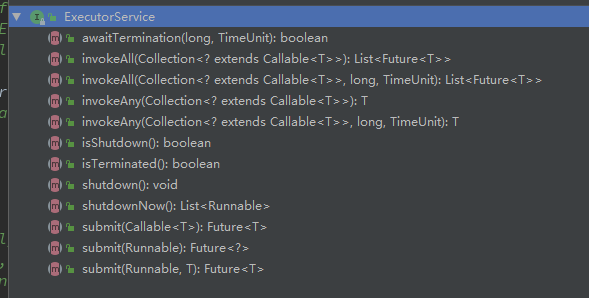 ExecutorService
awaitTermination(long, TimeUnit): boolean
invokeAll(Collection<? extends Callable<T>>): List<Future<T>>
invokeAll(Collection<? extends Callable<T>>, long, TimeUnit): List<Future<T>>
invokeAny(Collection<? extends Callable<T>>): T
invokeAny(Collection<? extends Callable<T>>, long, TimeUnit): T
isShutdown(): boolean
isTerminated(): boolean
shutdown(): void
shutdownNow(): List<Runnable>
submit(Callable<T>): Future<T>
submit(Runnable): Future<?>
submit(Runnable, T): Future<T>